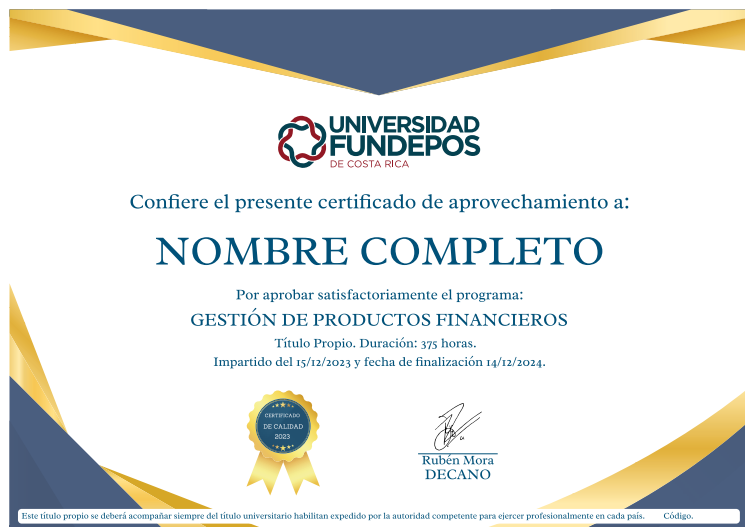 UNIVERSIDAD
FUNDEPOS
DE COSTA RICA
Confiere el presente certificado de aprovechamiento a:
NOMBRE COMPLETO
Por aprobar satisfactoriamente el programa:
GESTIÓN DE PRODUCTOS FINANCIEROS
Título Propio. Duración: 375 horas.
Impartido del 15/12/2023 y fecha de finalización 14/12/2024.
CERTIFICADO
DE CALIDAD
2023
Rubén Mora
DECANO
Este título propio se deberá acompañar siempre del título universitario habilitan expedido por la autoridad competente para ejercer profesionalmente en cada país. Código.